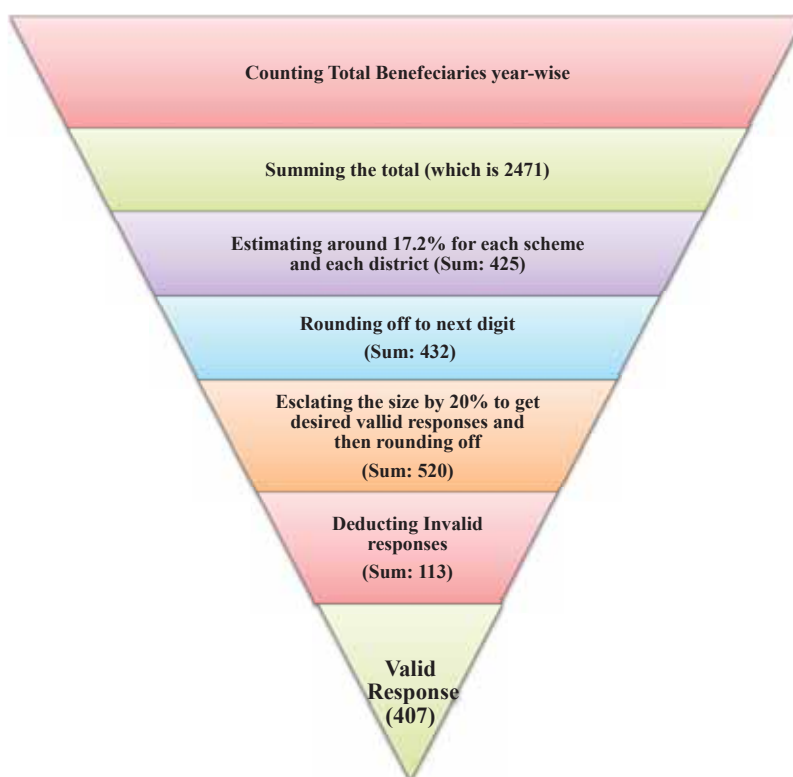 Counting Total Benefeciaries year-wise
Summing the total (which is 2471)
Estimating around 17.2% for each scheme
and each district (Sum: 425)
Rounding off to next digit
(Sum: 432)
Esclating the size by 20% to get
desired vallid responses and
then rounding off
(Sum: 520)
Deducting Invalid
responses
(Sum: 113)
Valid
Response
(407)